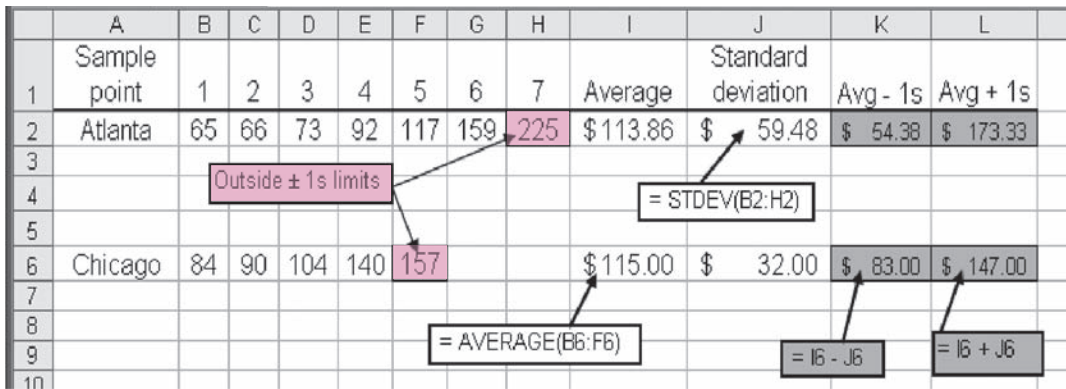 A B C D E F G H I J K L
Sample Standard
1 point 1 2 3 4 5 6 7 Average deviation Avg - 1s Avg + 1s
2 Atlanta 65 66 73 92 117 159 225 $113.86 $ 59.48 $ 54.38 $ 173.33
3
Outside ± 1s limits
4
= STDEV(B2:H2)
5
6 Chicago 84 90 104 140 157 $115.00 $ 32.00 $ 83.00 $ 147.00
7
8
= AVERAGE(B6:F6)
9
= I6 - J6
= I6 + J6
10